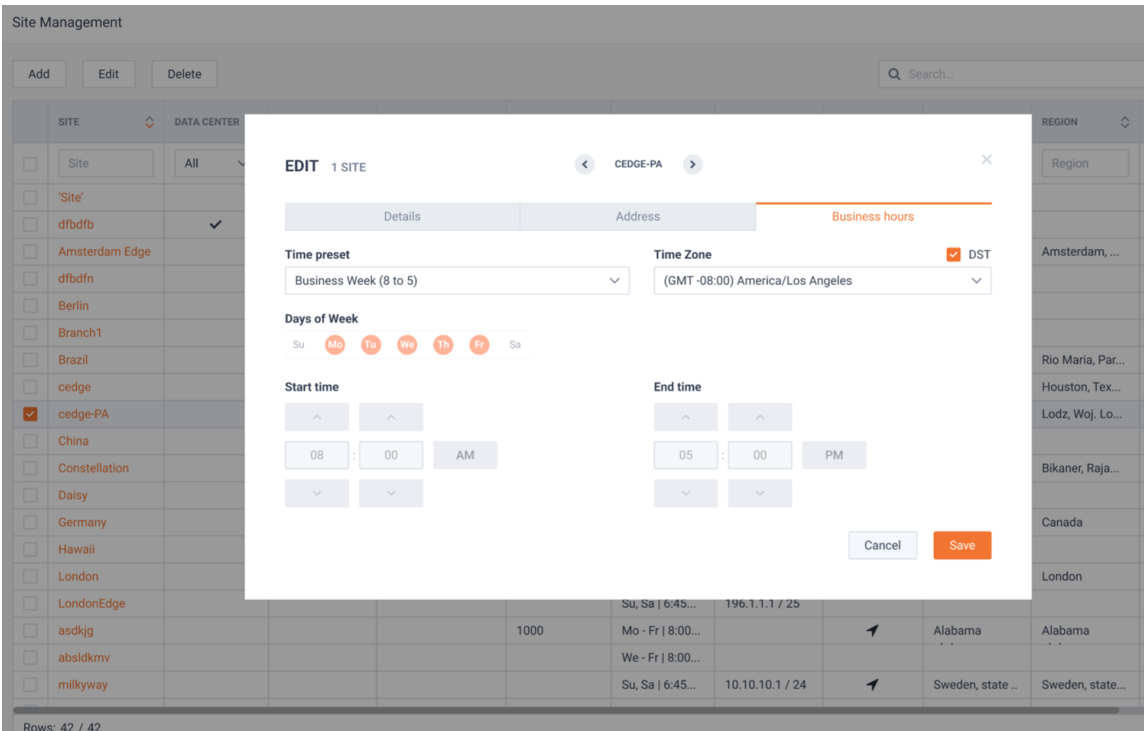 Site Management
Add Edit Delete Search...
SITE DATA CENTER REGION
Site All Region
'Site'
dfbdfb
Amsterdam Edge Amsterdam, ...
dfbdfn
Berlin
Branch1
Brazil Rio Maria, Par...
cedge Houston, Tex...
cedge-PA Lodz, Woj. Lo...
China
Constellation Bikaner, Raja...
Daisy
Germany Canada
Hawaii
London London
LondonEdge Su, Sa | 6:45... 196.1.1.1 / 25
asdkjg 1000 Mo - Fr | 8:00... Alabama Alabama
absldkmv We - Fr | 8:00...
milkyway Su, Sa | 6:45... 10.10.10.1 / 24 Sweden, state .. Sweden, state...
Rows: 42 / 42
EDIT 1 SITE CEDGE-PA
Details Address Business hours
Time preset Time Zone DST
Business Week (8 to 5) (GMT -08:00) America/Los Angeles
Days of Week
Su Mo Tu We Th Fr Sa
Start time End time
08 : 00 AM 05 : 00 PM
Cancel Save